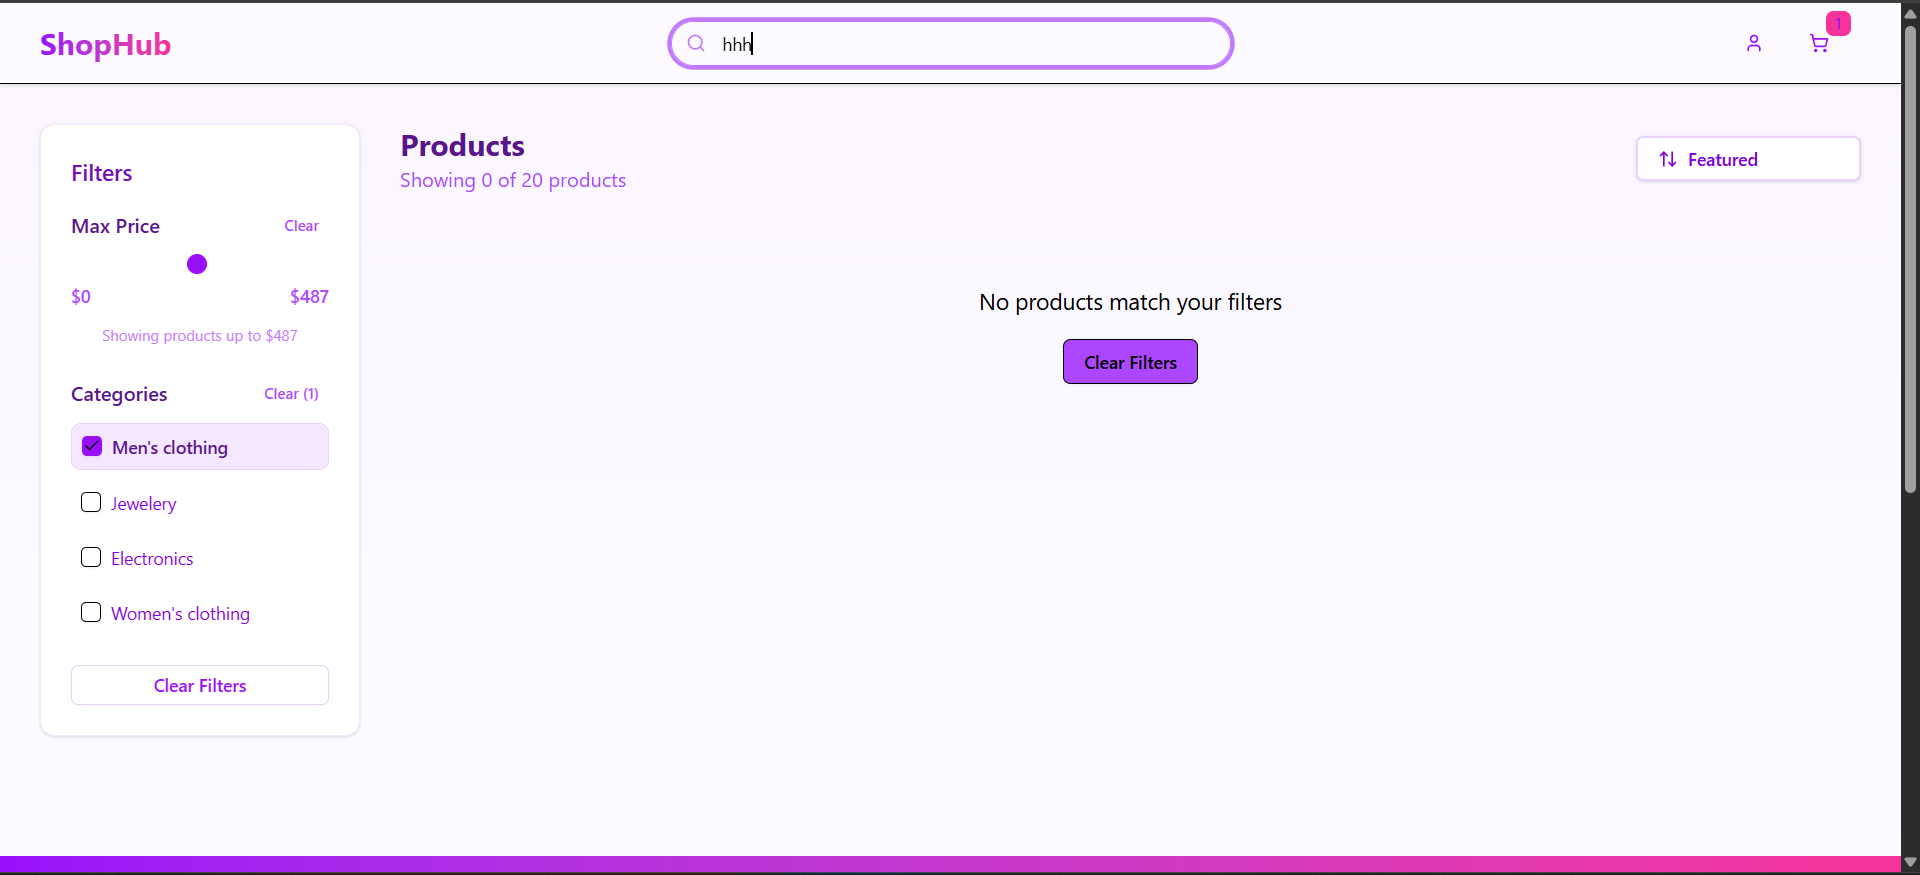 ShopHub
hhh
1
Filters
Max Price
Clear
$0
$487
Showing products up to $487
Categories
Clear (1)
Men's clothing
Jewelery
Electronics
Women's clothing
Clear Filters
Products
Showing 0 of 20 products
Featured
No products match your filters
Clear Filters